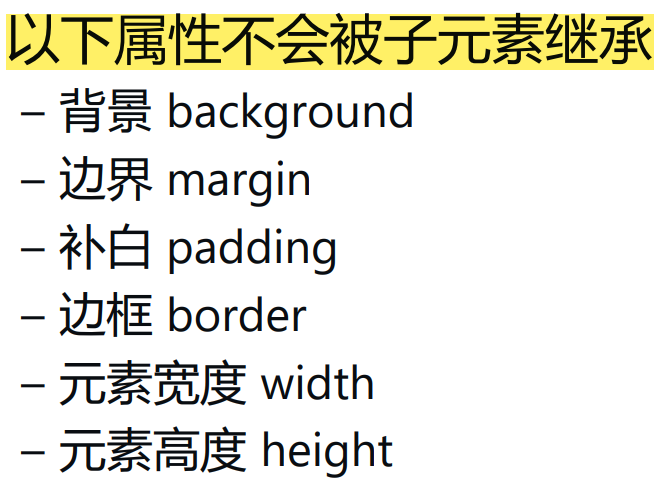 以下属性不会被子元素继承
– 背景 background
– 边界 margin
– 补白 padding
– 边框 border
– 元素宽度 width
– 元素高度 height